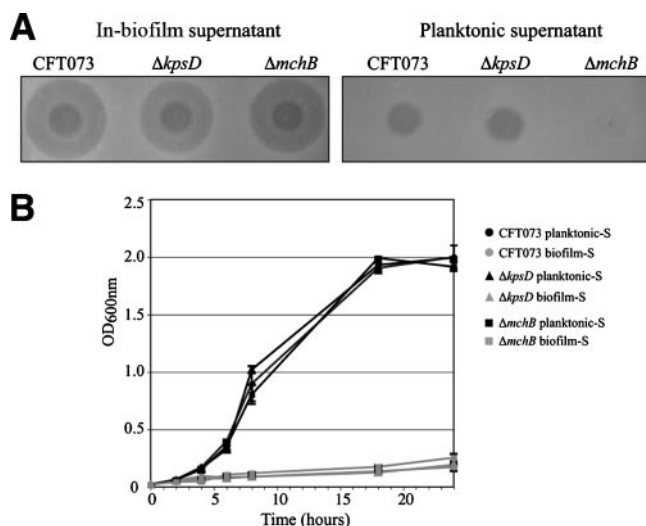 A
In-biofilm supernatant
Planktonic supernatant
CFT073 ΔkpsD ΔmchB
CFT073 ΔkpsD ΔmchB
B
2.5
2.0
1.5
1.0
0.5
0
OD600nm
0 5 10 15 20
Time (hours)
CFT073 planktonic-S
CFT073 biofilm-S
ΔkpsD planktonic-S
ΔkpsD biofilm-S
ΔmchB planktonic-S
ΔmchB biofilm-S